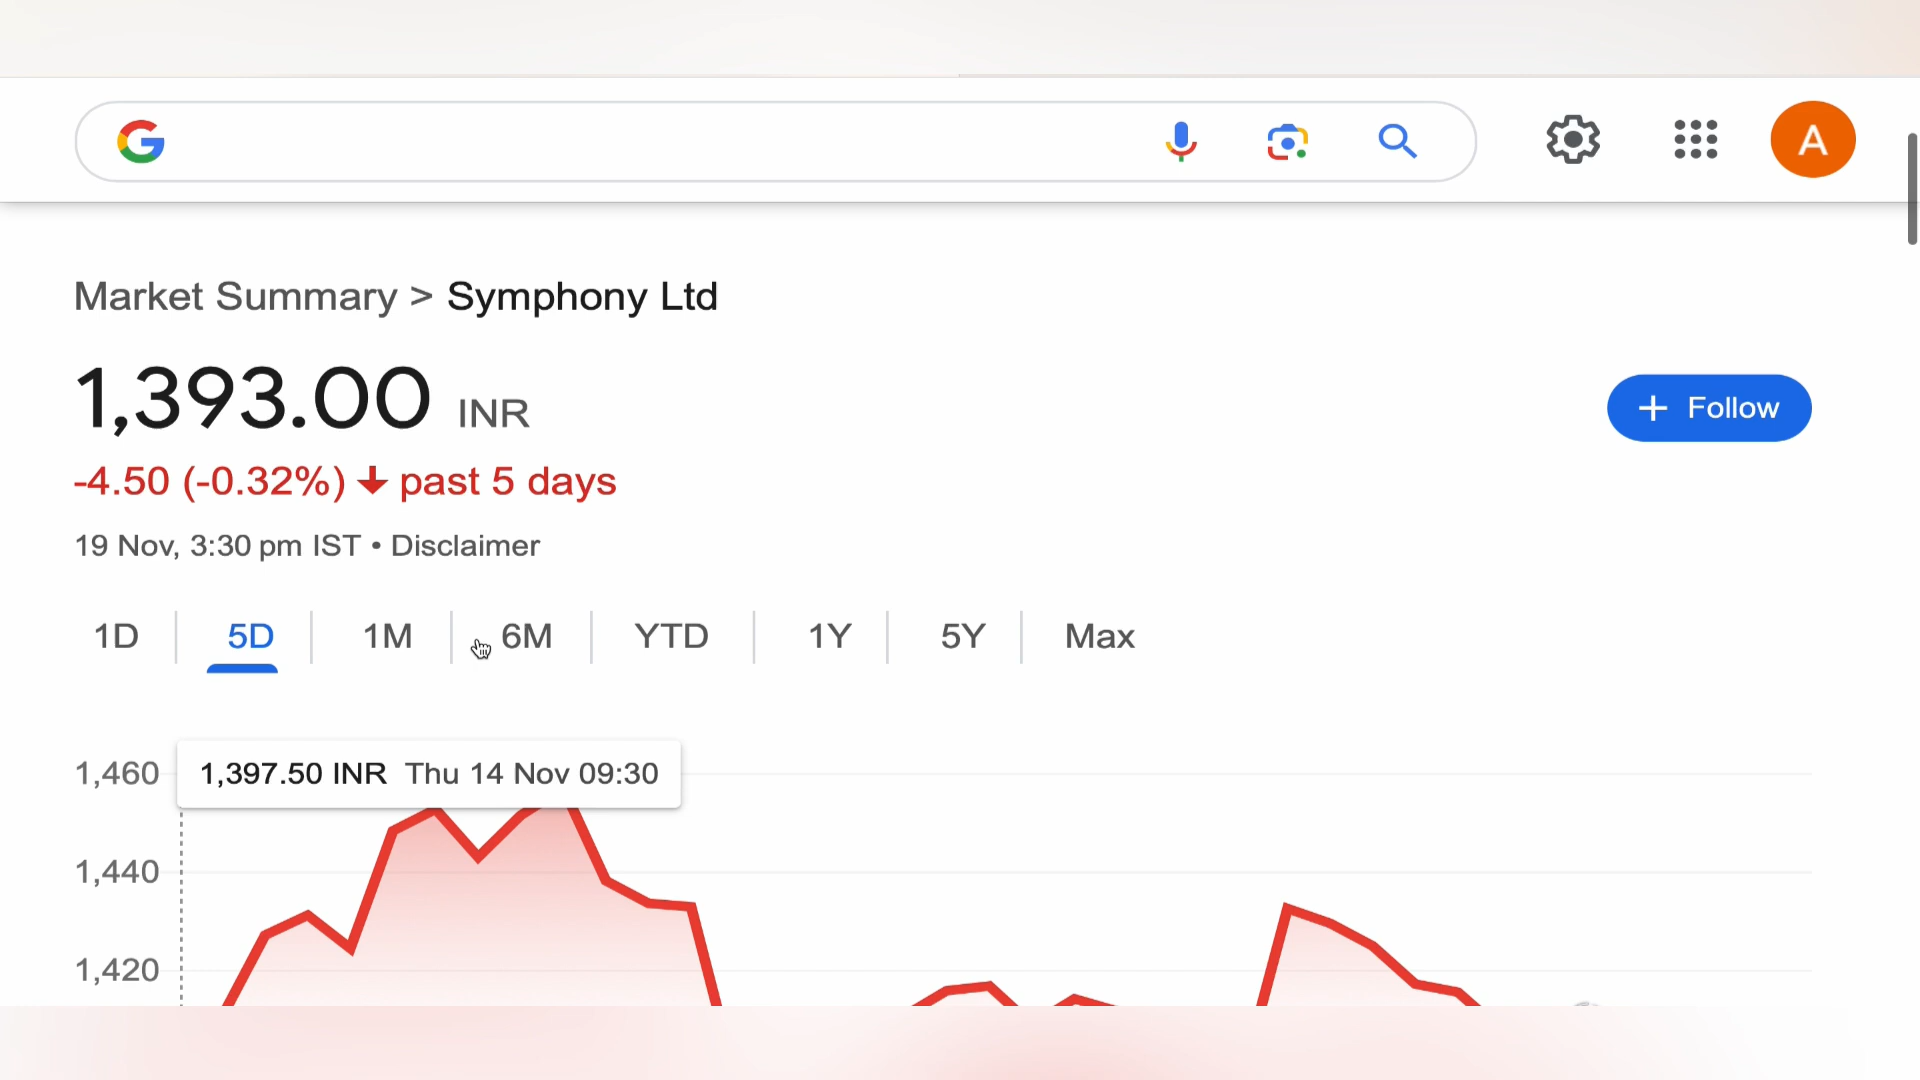 A
Market Summary > Symphony Ltd
1,393.00 INR
+ Follow
-4.50 (-0.32%) ↓ past 5 days
19 Nov, 3:30 pm IST • Disclaimer
1D 5D 1M 6M YTD 1Y 5Y Max
1,460
1,397.50 INR Thu 14 Nov 09:30
1,440
1,420